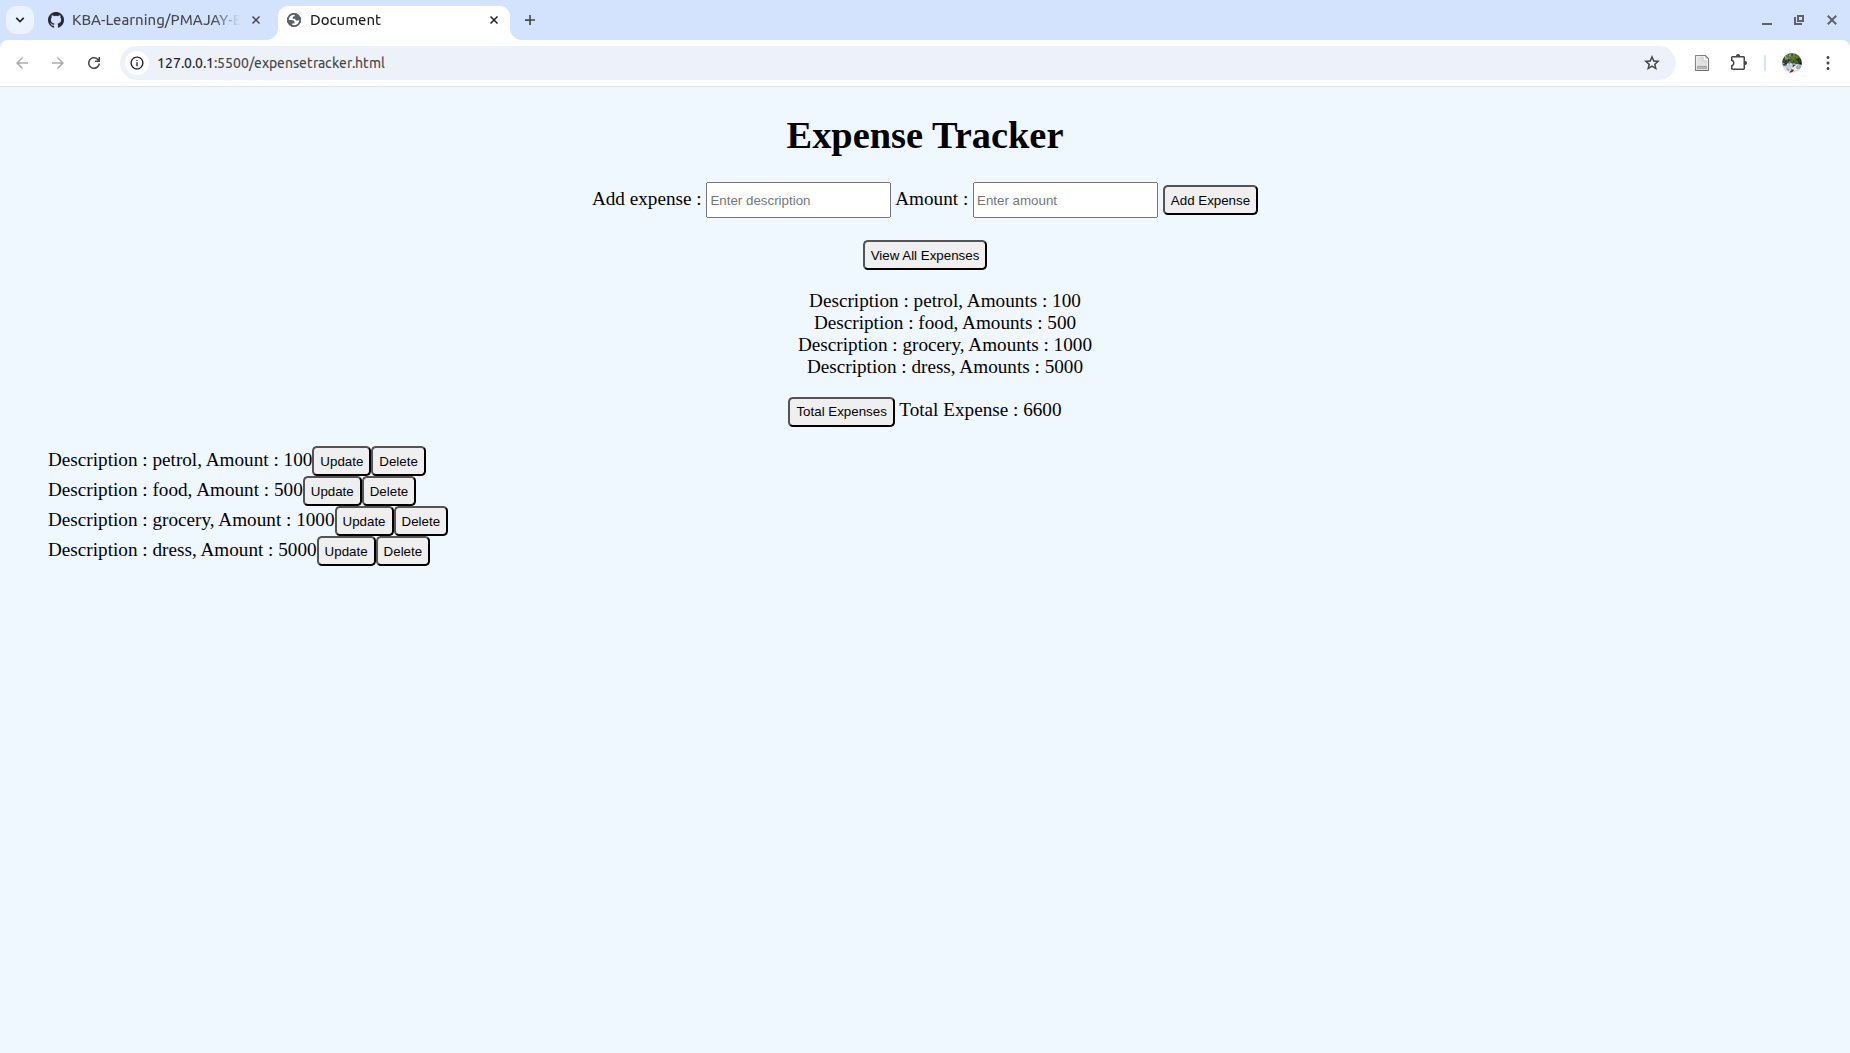 KBA-Learning/PMAJAY-
Document
127.0.0.1:5500/expensetracker.html
Expense Tracker
Add expense : Enter description Amount : Enter amount Add Expense
View All Expenses
Description : petrol, Amounts : 100
Description : food, Amounts : 500
Description : grocery, Amounts : 1000
Description : dress, Amounts : 5000
Total Expenses Total Expense : 6600
Description : petrol, Amount : 100 Update Delete
Description : food, Amount : 500 Update Delete
Description : grocery, Amount : 1000 Update Delete
Description : dress, Amount : 5000 Update Delete